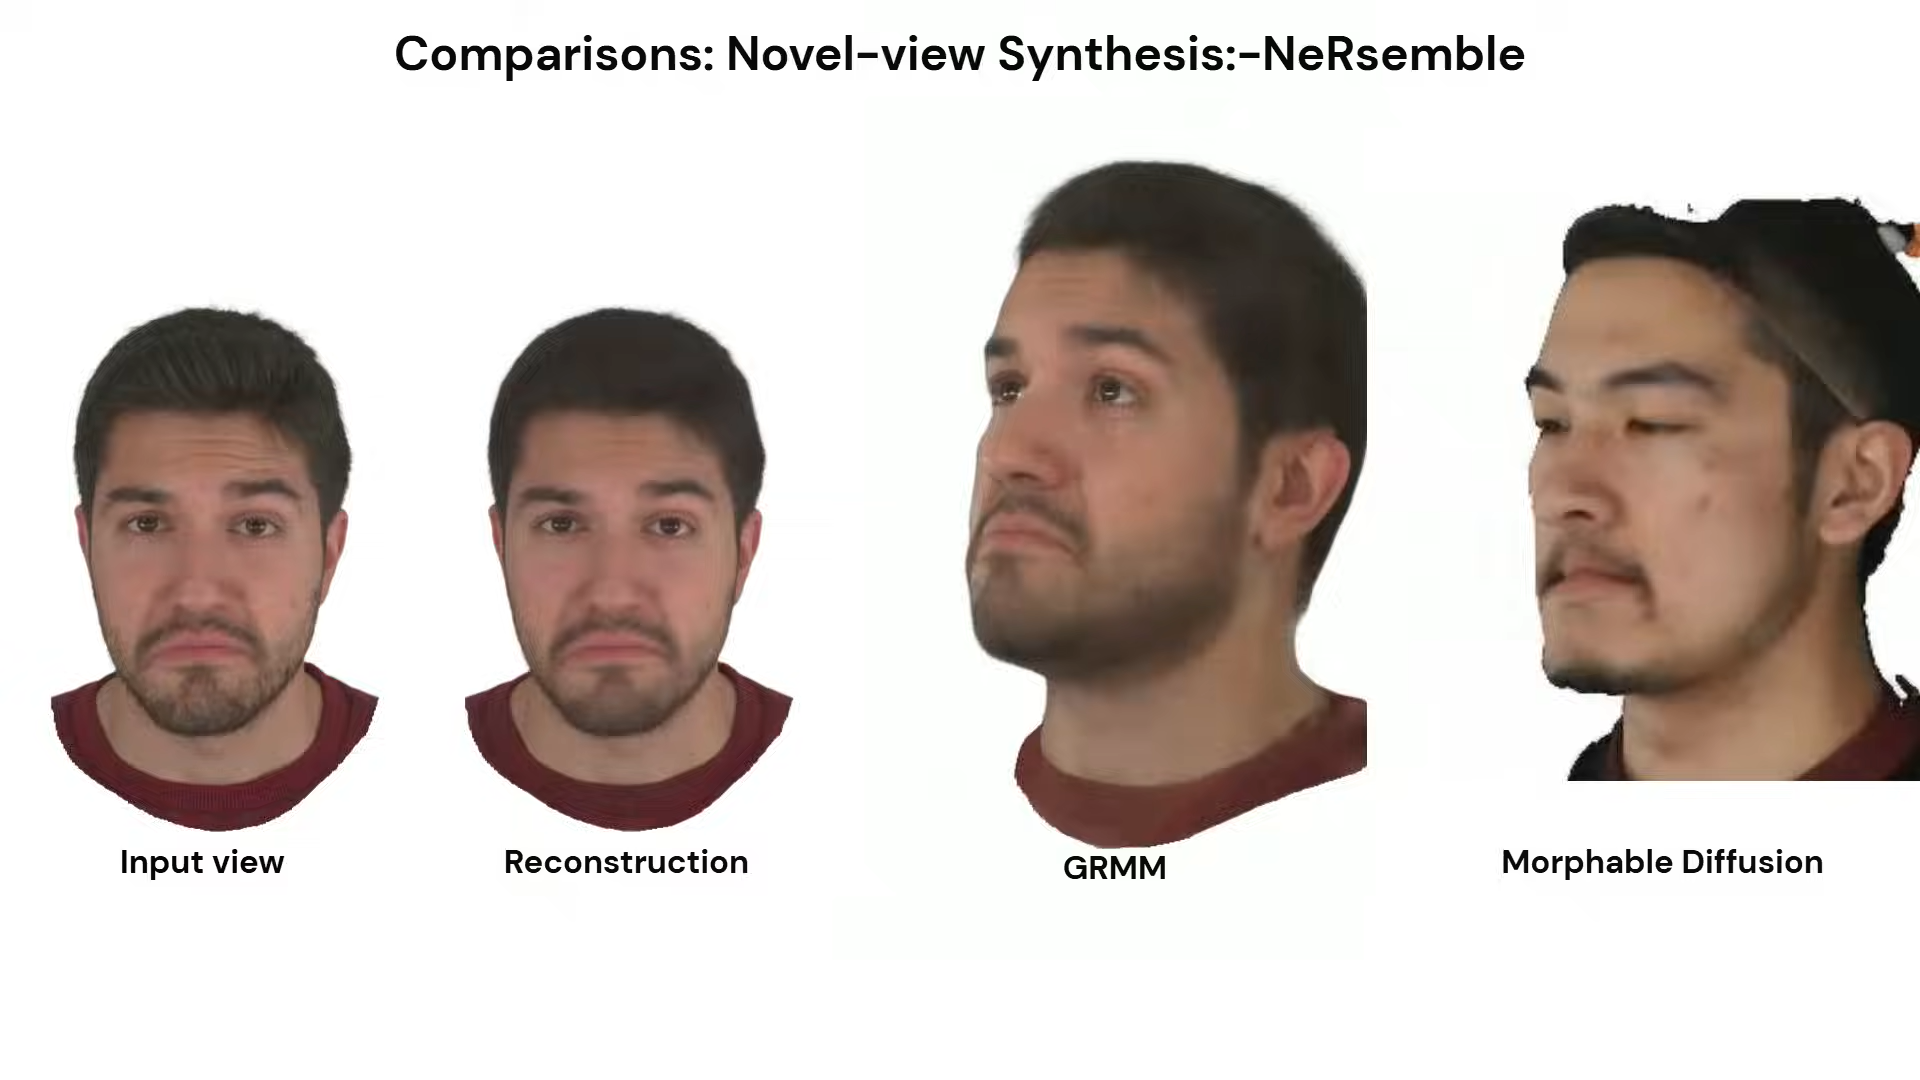 Comparisons: Novel-view Synthesis:-NeRsemble
Input view
Reconstruction
GRMM
Morphable Diffusion